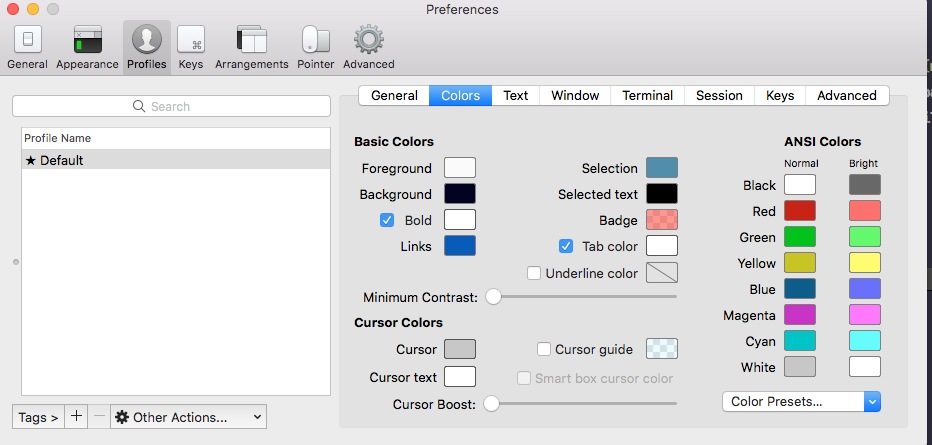 Preferences
General Appearance Profiles Keys Arrangements Pointer Advanced
Search
Profile Name
★ Default
Tags > + − Other Actions...
General Colors Text Window Terminal Session Keys Advanced
Basic Colors
Foreground
Background
Bold
Links
Selection
Selected text
Badge
Tab color
Underline color
Minimum Contrast:
Cursor Colors
Cursor
Cursor text
Cursor guide
Smart box cursor color
Cursor Boost:
ANSI Colors
Normal Bright
Black
Red
Green
Yellow
Blue
Magenta
Cyan
White
Color Presets...